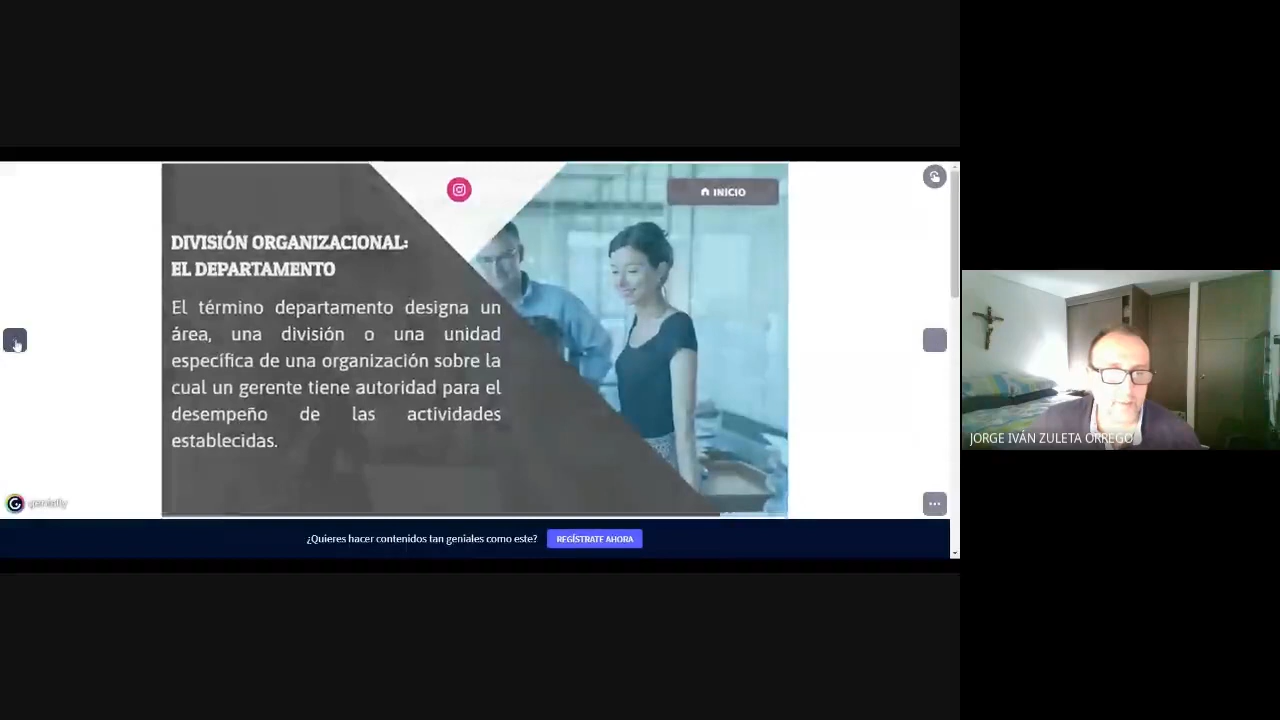 INICIO
DIVISIÓN ORGANIZACIONAL:
EL DEPARTAMENTO
El término departamento designa un
área, una división o una unidad
específica de una organización sobre la
cual un gerente tiene autoridad para el
desempeño de las actividades
establecidas.
genially
¿Quieres hacer contenidos tan geniales como este?
REGÍSTRATE AHORA
JORGE IVÁN ZULETA ORREGO